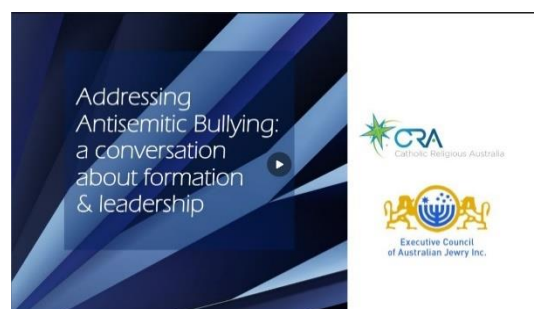 Addressing
Antisemitic Bullying:
a conversation
about formation
& leadership
CRA
Catholic Religious Australia
Executive Council
of Australian Jewry Inc.